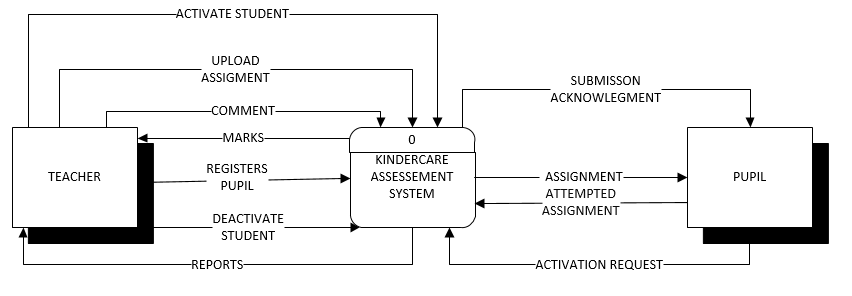 ACTIVATE STUDENT
UPLOAD
ASSIGMENT
SUBMISSON
ACKNOWLEGMENT
COMMENT
MARKS
0
KINDERCARE
ASSESSEMENT
SYSTEM
TEACHER
REGISTERS
PUPIL
ASSIGNMENT
PUPIL
ATTEMPTED
ASSIGNMENT
DEACTIVATE
STUDENT
REPORTS
ACTIVATION REQUEST